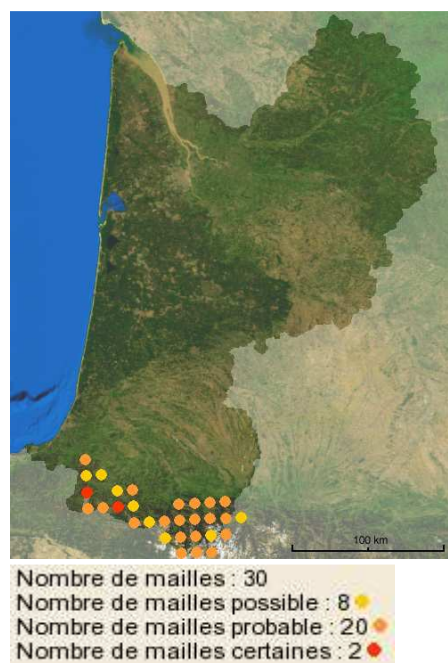 100 km
Nombre de mailles : 30
Nombre de mailles possible : 8
Nombre de mailles probable : 20
Nombre de mailles certaines : 2